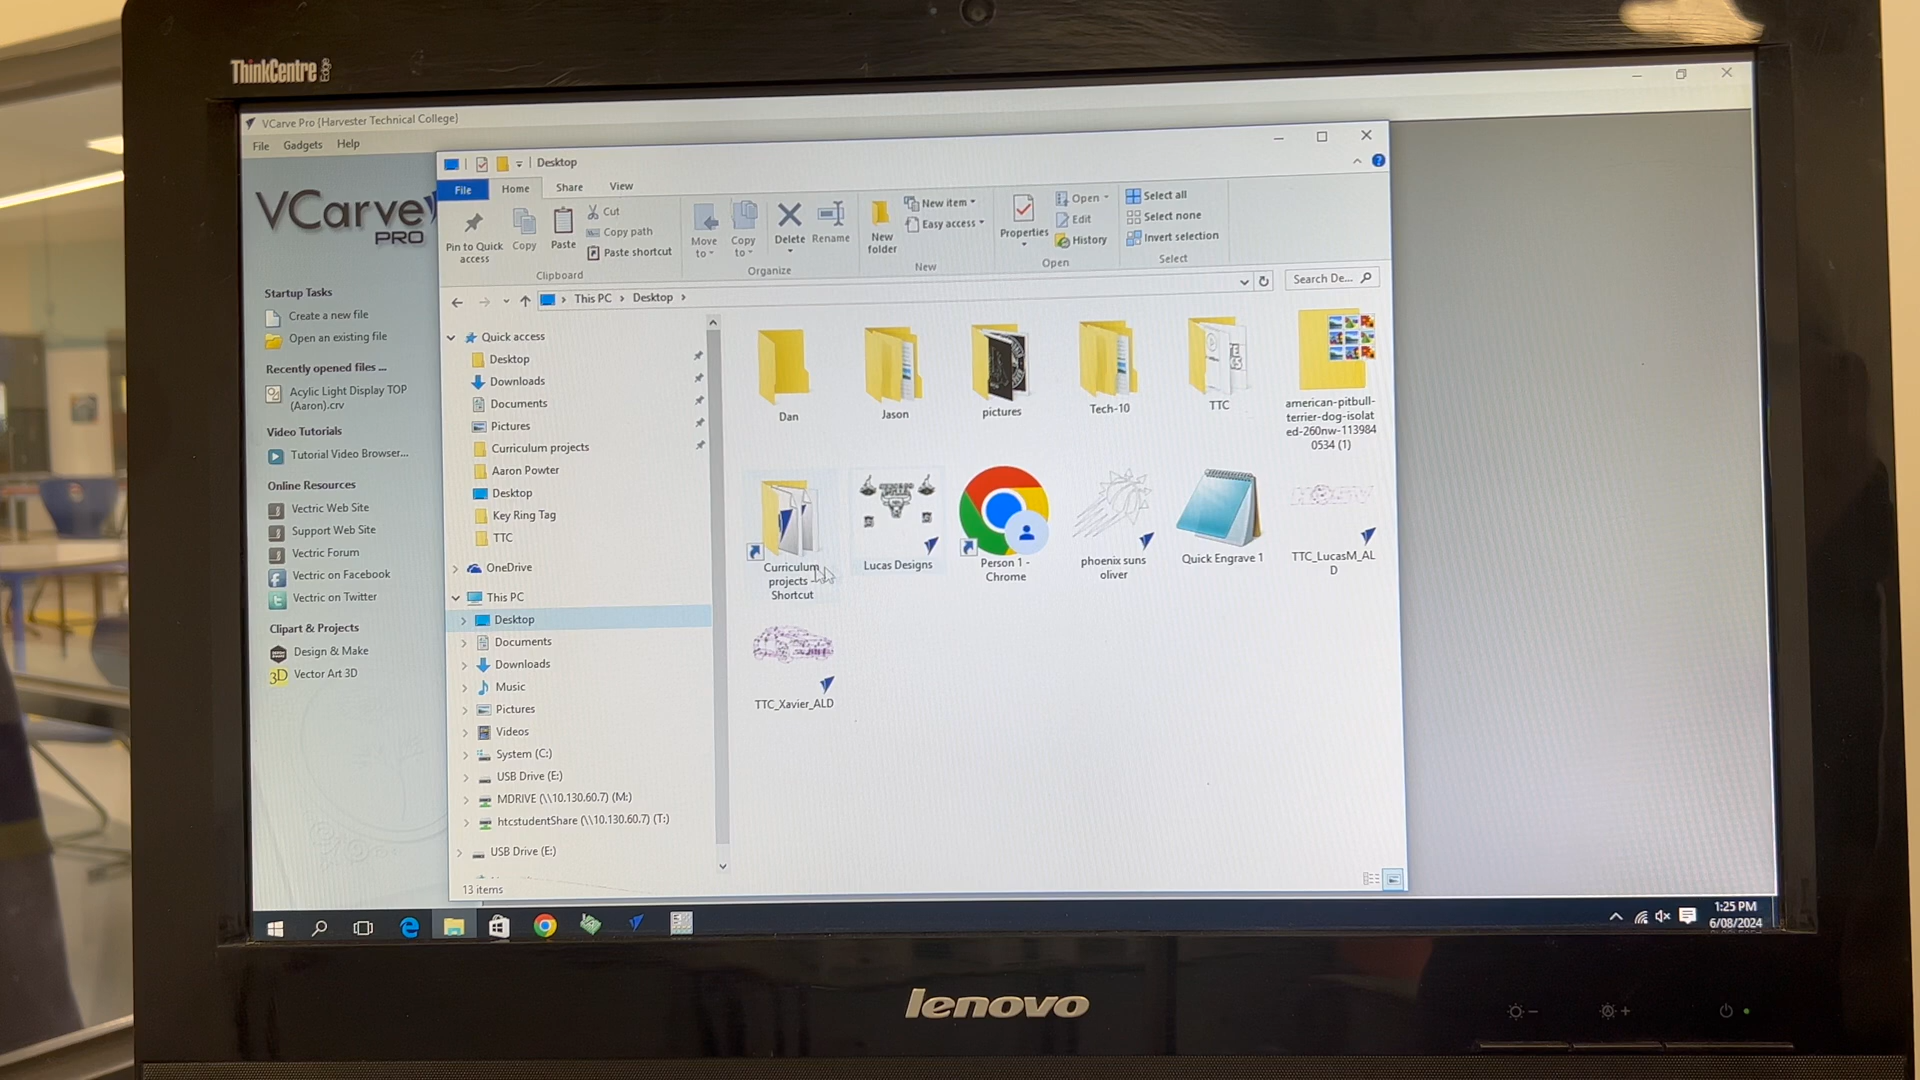 ThinkCentre Edge
VCarve Pro {Harvester Technical College}
File Gadgets Help
VCarve
PRO
Startup Tasks
Create a new file
Open an existing file
Recently opened files ...
Acylic Light Display TOP
(Aaron).crv
Video Tutorials
Tutorial Video Browser...
Online Resources
Vectric Web Site
Support Web Site
Vectric Forum
Vectric on Facebook
Vectric on Twitter
Clipart & Projects
Design & Make
3D Vector Art 3D
Desktop
File Home Share View
Pin to Quick
access
Copy
Paste
Cut
Copy path
Paste shortcut
Clipboard
Move
to
Copy
to
Delete
Rename
Organize
New
folder
New item
Easy access
New
Properties
Open
Edit
History
Open
Select all
Select none
Invert selection
Select
This PC > Desktop >
Search De...
Quick access
Desktop
Downloads
Documents
Pictures
Curriculum projects
Aaron Powter
Desktop
Key Ring Tag
TTC
OneDrive
This PC
Desktop
Documents
Downloads
Music
Pictures
Videos
System (C:)
USB Drive (E:)
MDRIVE (\\10.130.60.7) (M:)
htcstudentShare (\\10.130.60.7) (T:)
USB Drive (E:)
13 items
Dan
Jason
pictures
Tech-10
TTC
american-pitbull-
terrier-dog-isolat
ed-260nw-113984
0534 (1)
Curriculum
projects -
Shortcut
Lucas Designs
Person 1 -
Chrome
phoenix suns
oliver
Quick Engrave 1
TTC_LucasM_AL
D
TTC_Xavier_ALD
1:25 PM
6/08/2024
lenovo